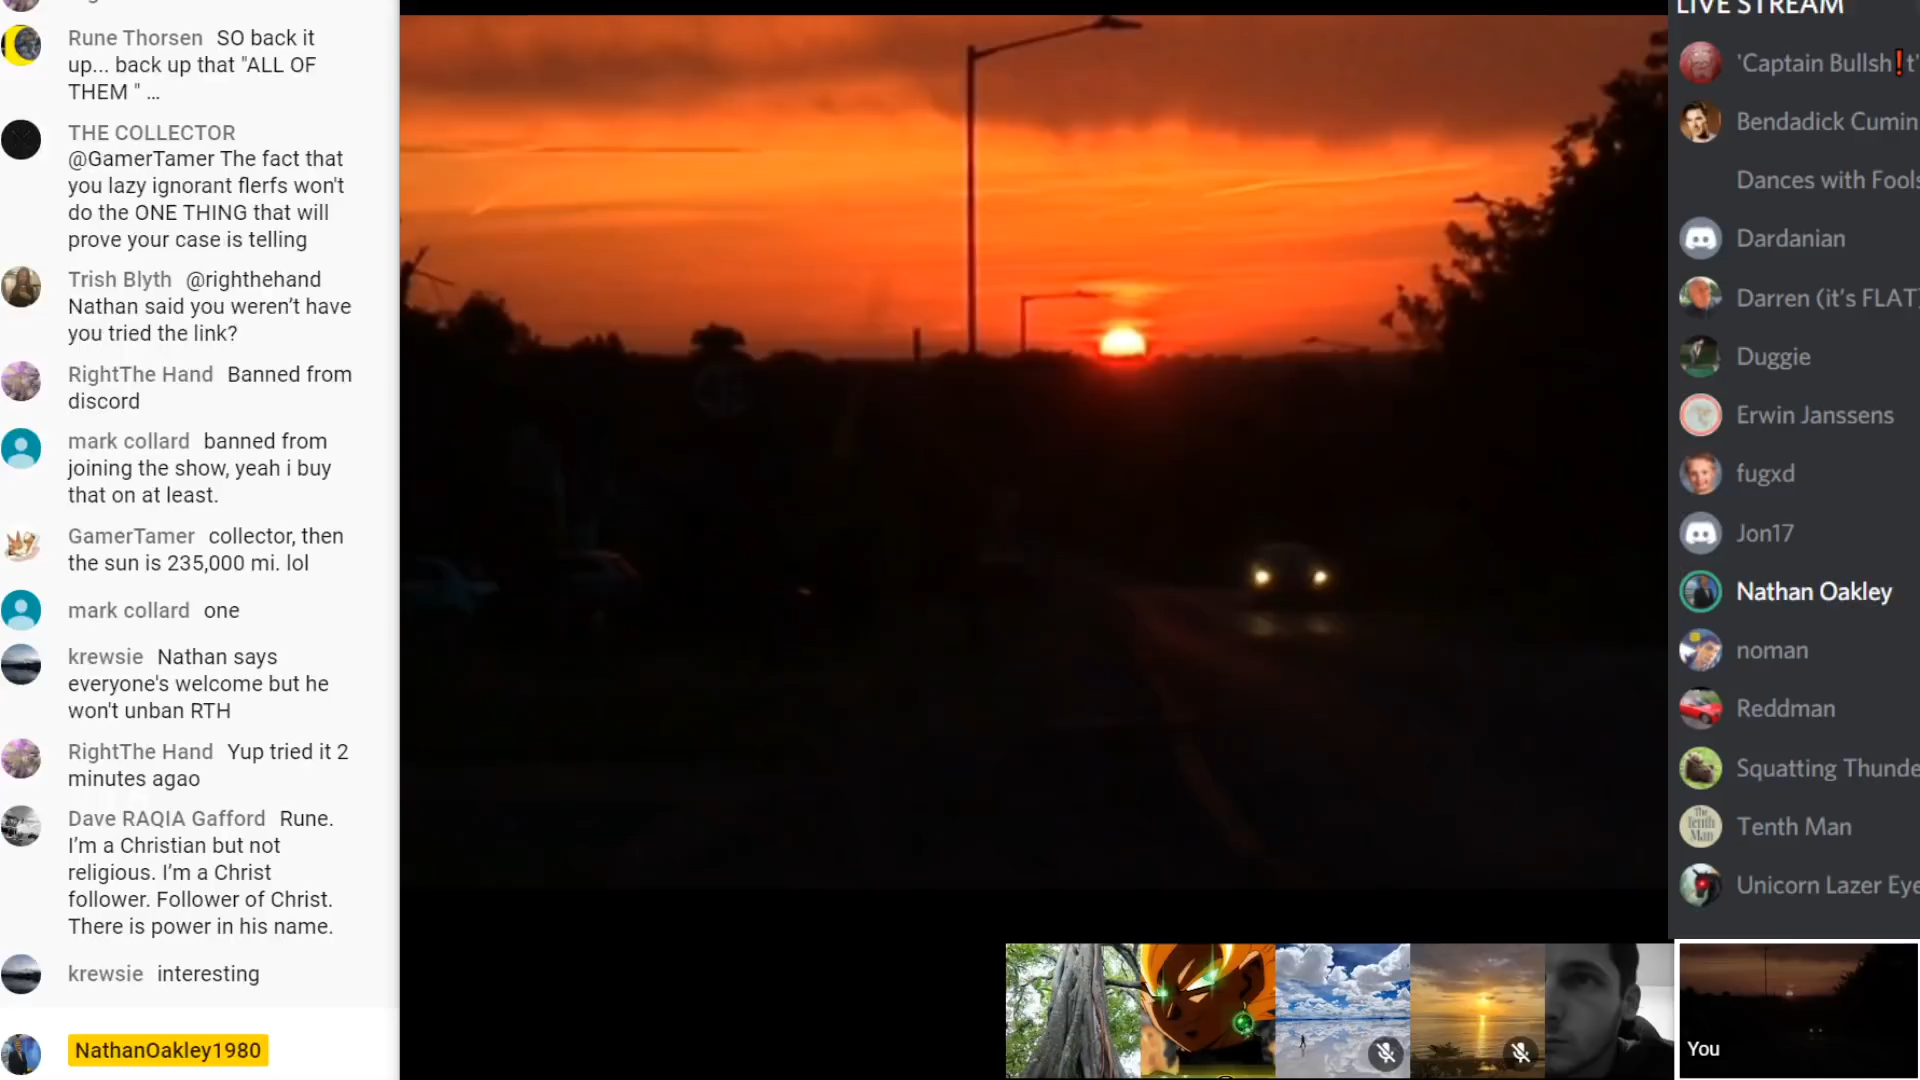 Rune Thorsen SO back it
up... back up that "ALL OF
THEM " ...
THE COLLECTOR
@GamerTamer The fact that
you lazy ignorant flerfs won't
do the ONE THING that will
prove your case is telling
Trish Blyth @righthehand
Nathan said you weren’t have
you tried the link?
RightThe Hand Banned from
discord
mark collard banned from
joining the show, yeah i buy
that on at least.
GamerTamer collector, then
the sun is 235,000 mi. lol
mark collard one
krewsie Nathan says
everyone's welcome but he
won't unban RTH
RightThe Hand Yup tried it 2
minutes agao
Dave RAQIA Gafford Rune.
I’m a Christian but not
religious. I’m a Christ
follower. Follower of Christ.
There is power in his name.
krewsie interesting
NathanOakley1980
LIVE STREAM
'Captain Bullsh❗t'
Bendadick Cumin
Dances with Fools
Dardanian
Darren (it's FLAT
Duggie
Erwin Janssens
fugxd
Jon17
Nathan Oakley
noman
Reddman
Squatting Thunde
The Tenth Man
Tenth Man
Unicorn Lazer Eye
You